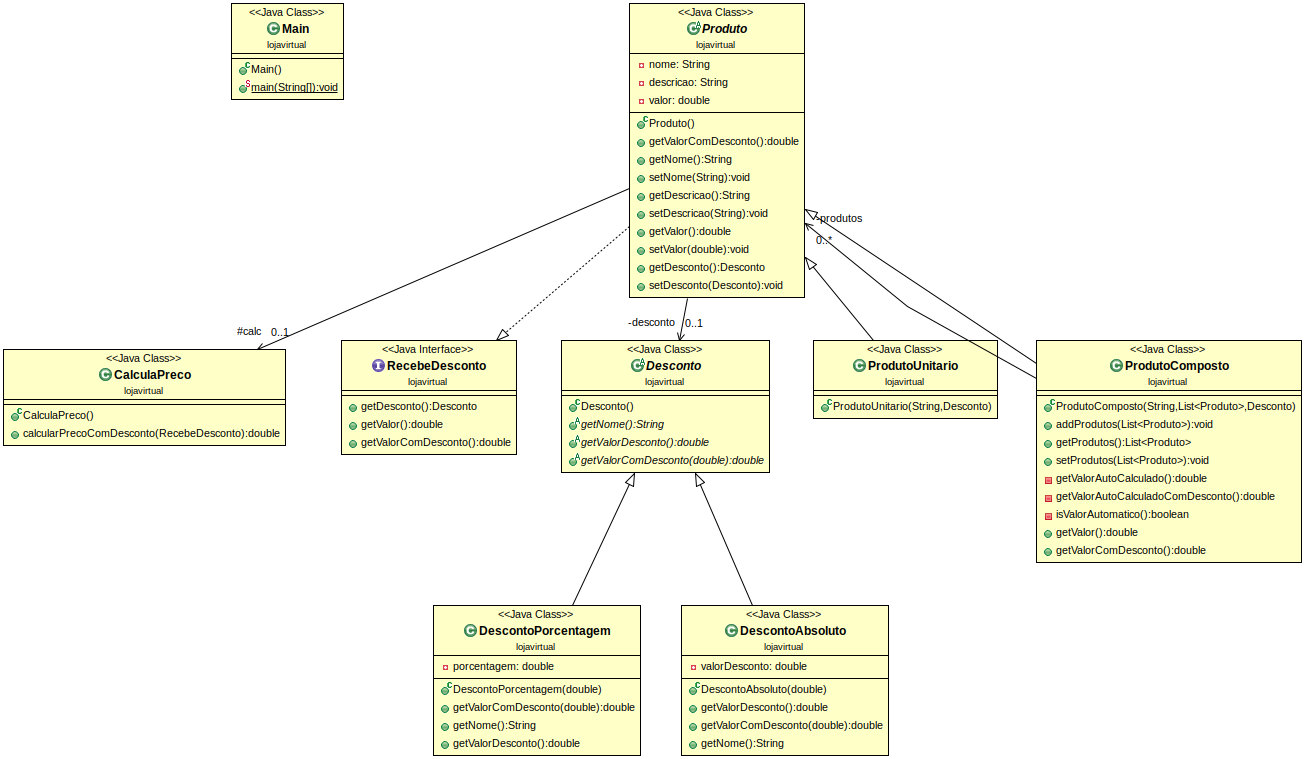 <<Java Class>>
Main
lojavirtual
Main()
main(String[]):void
<<Java Class>>
Produto
lojavirtual
nome: String
descricao: String
valor: double
Produto()
getValorComDesconto():double
getNome():String
setNome(String):void
getDescricao():String
setDescricao(String):void
getValor():double
setValor(double):void
getDesconto():Desconto
setDesconto(Desconto):void
-produtos
0..*
#calc 0..1
-desconto 0..1
<<Java Class>>
CalculaPreco
lojavirtual
CalculaPreco()
calcularPrecoComDesconto(RecebeDesconto):double
<<Java Interface>>
RecebeDesconto
lojavirtual
getDesconto():Desconto
getValor():double
getValorComDesconto():double
<<Java Class>>
Desconto
lojavirtual
Desconto()
getNome():String
getValorDesconto():double
getValorComDesconto(double):double
<<Java Class>>
ProdutoUnitario
lojavirtual
ProdutoUnitario(String,Desconto)
<<Java Class>>
ProdutoComposto
lojavirtual
ProdutoComposto(String,List<Produto>,Desconto)
addProdutos(List<Produto>):void
getProdutos():List<Produto>
setProdutos(List<Produto>):void
getValorAutoCalculado():double
getValorAutoCalculadoComDesconto():double
isValorAutomatico():boolean
getValor():double
getValorComDesconto():double
<<Java Class>>
DescontoPorcentagem
lojavirtual
porcentagem: double
DescontoPorcentagem(double)
getValorComDesconto(double):double
getNome():String
getValorDesconto():double
<<Java Class>>
DescontoAbsoluto
lojavirtual
valorDesconto: double
DescontoAbsoluto(double)
getValorDesconto():double
getValorComDesconto(double):double
getNome():String